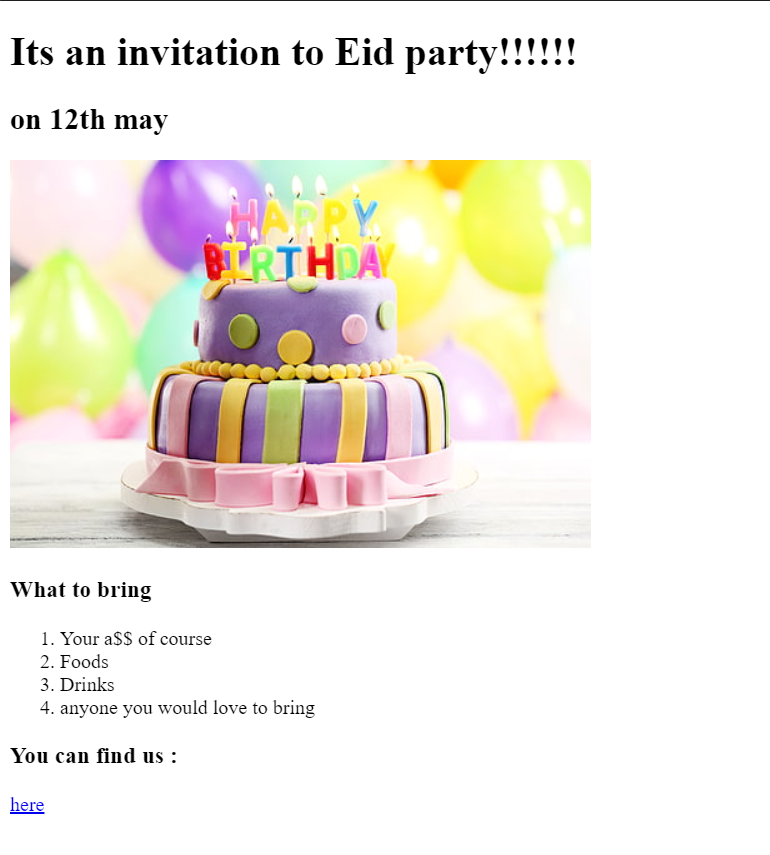 Its an invitation to Eid party!!!!!!
on 12th may
HAPPY
BIRTHDAY
What to bring
1. Your a$$ of course
2. Foods
3. Drinks
4. anyone you would love to bring
You can find us :
here